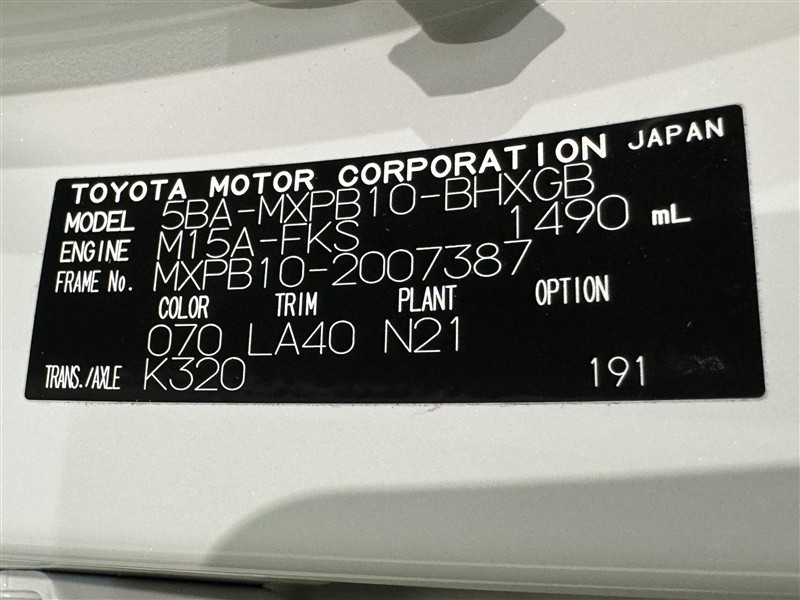 TOYOTA MOTOR CORPORATION JAPAN
MODEL 5BA-MXPB10-BHXGB
ENGINE M15A-FKS 1490 mL
FRAME No. MXPB10-2007387
COLOR TRIM PLANT OPTION
070 LA40 N21
TRANS./AXLE K320 191